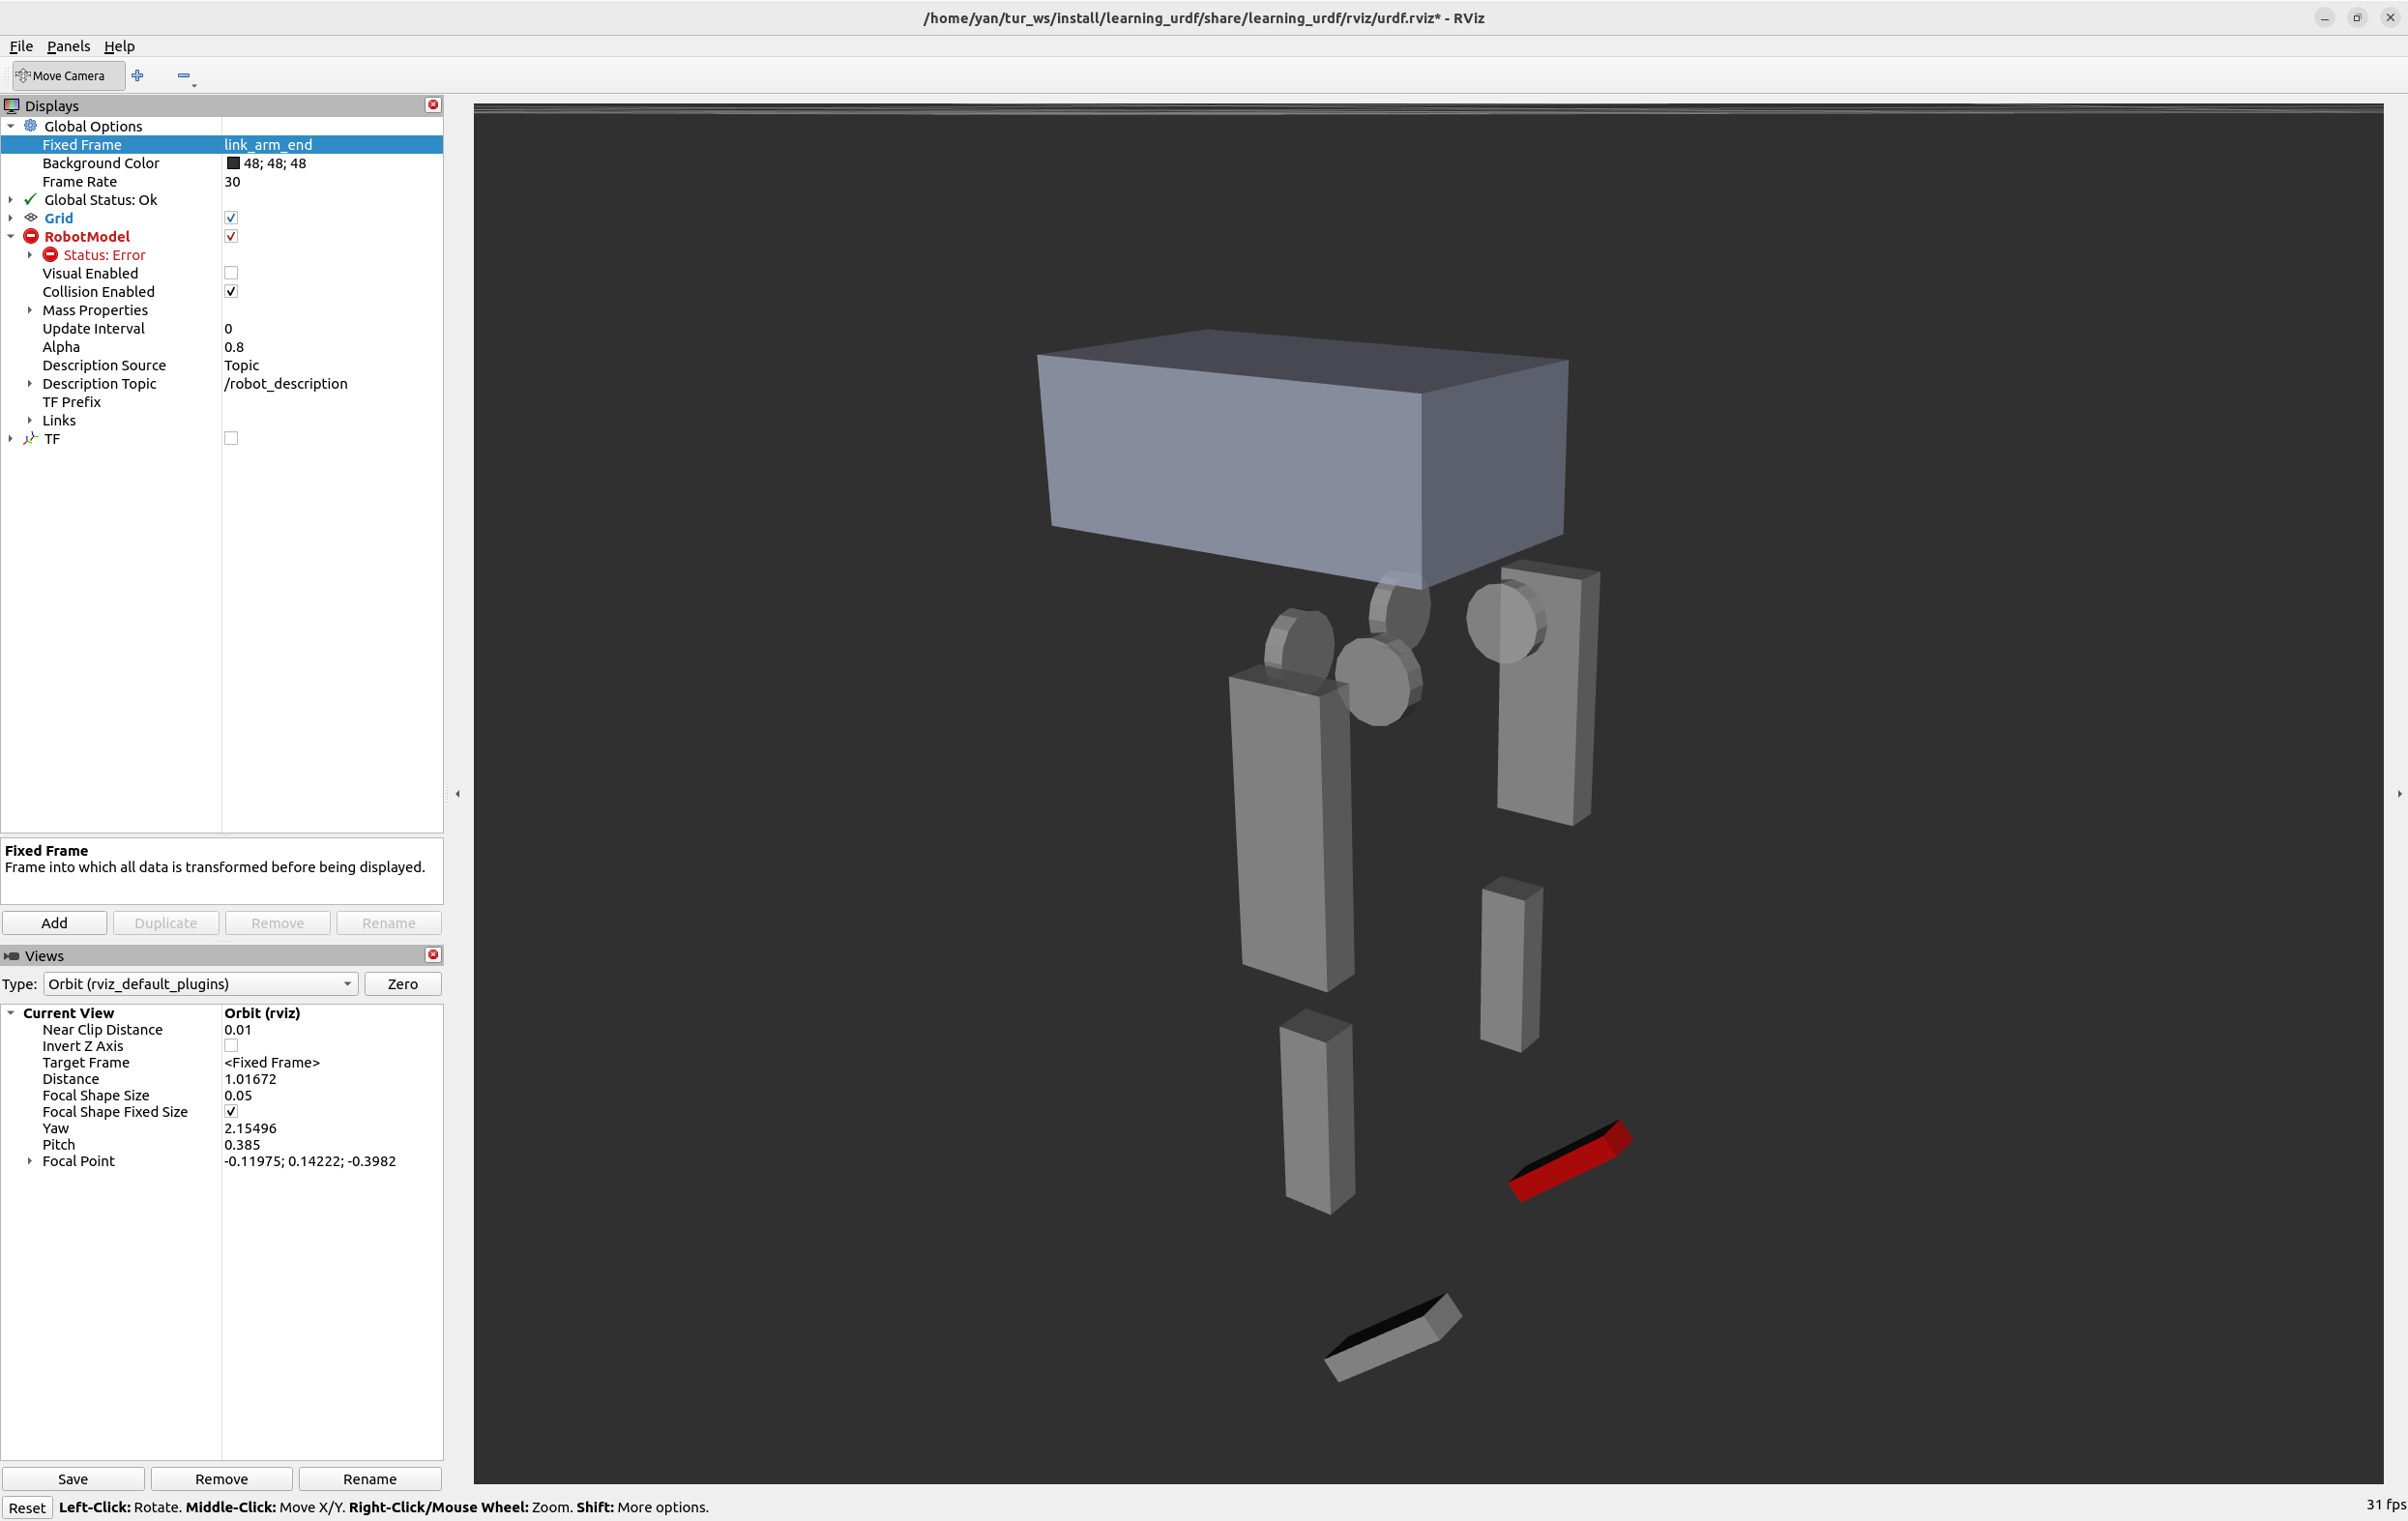 /home/yan/tur_ws/install/learning_urdf/share/learning_urdf/rviz/urdf.rviz* - RViz
File Panels Help
Move Camera
Displays
Global Options
Fixed Frame link_arm_end
Background Color 48; 48; 48
Frame Rate 30
Global Status: Ok
Grid
RobotModel
Status: Error
Visual Enabled
Collision Enabled
Mass Properties
Update Interval 0
Alpha 0.8
Description Source Topic
Description Topic /robot_description
TF Prefix
Links
TF
Fixed Frame
Frame into which all data is transformed before being displayed.
Add Duplicate Remove Rename
Views
Type: Orbit (rviz_default_plugins) Zero
Current View Orbit (rviz)
Near Clip Distance 0.01
Invert Z Axis
Target Frame <Fixed Frame>
Distance 1.01672
Focal Shape Size 0.05
Focal Shape Fixed Size
Yaw 2.15496
Pitch 0.385
Focal Point -0.11975; 0.14222; -0.3982
Save Remove Rename
Reset Left-Click: Rotate. Middle-Click: Move X/Y. Right-Click/Mouse Wheel: Zoom. Shift: More options. 31 fps